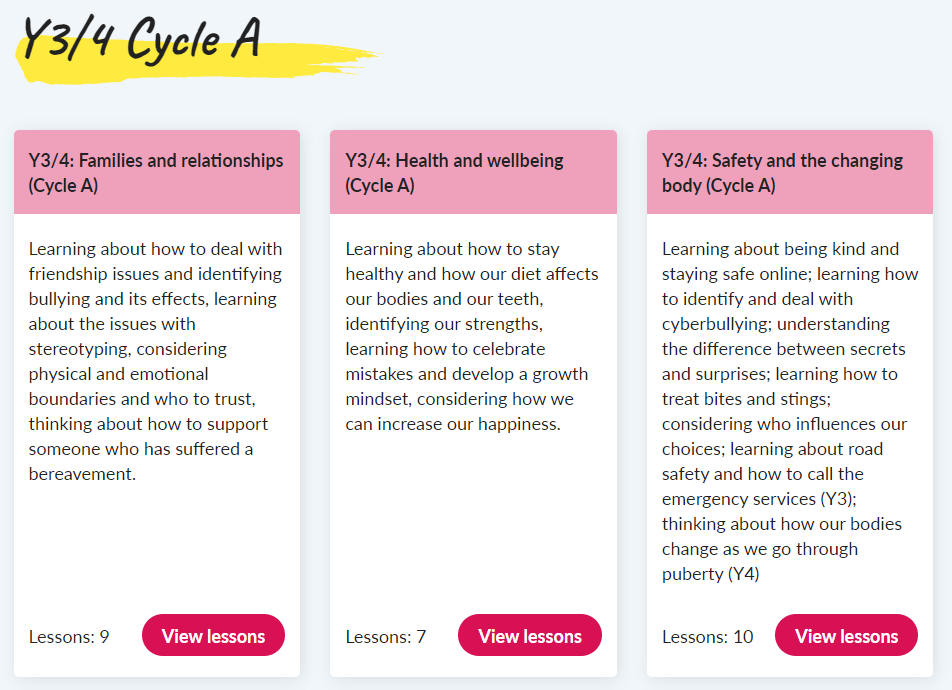 Y3/4 Cycle A
Y3/4: Families and relationships
(Cycle A)
Learning about how to deal with
friendship issues and identifying
bullying and its effects, learning
about the issues with
stereotyping, considering
physical and emotional
boundaries and who to trust,
thinking about how to support
someone who has suffered a
bereavement.
Lessons: 9
View lessons
Y3/4: Health and wellbeing
(Cycle A)
Learning about how to stay
healthy and how our diet affects
our bodies and our teeth,
identifying our strengths,
learning how to celebrate
mistakes and develop a growth
mindset, considering how we
can increase our happiness.
Lessons: 7
View lessons
Y3/4: Safety and the changing
body (Cycle A)
Learning about being kind and
staying safe online; learning how
to identify and deal with
cyberbullying; understanding
the difference between secrets
and surprises; learning how to
treat bites and stings;
considering who influences our
choices; learning about road
safety and how to call the
emergency services (Y3);
thinking about how our bodies
change as we go through
puberty (Y4)
Lessons: 10
View lessons